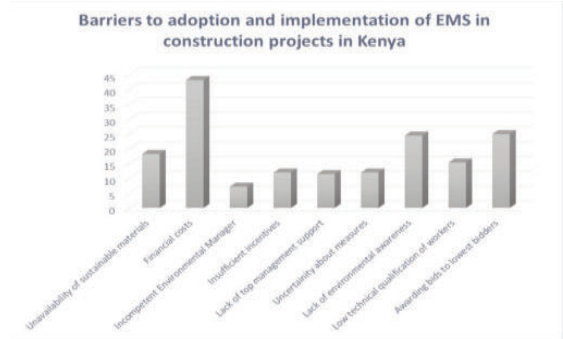 Barriers to adoption and implementation of EMS in
construction projects in Kenya
45
40
35
30
25
20
15
10
5
0
Unavailability of sustainable materials
Financial costs
Incompetent Environmental Manager
Insufficient incentives
Lack of top management support
Uncertainity about measures
Lack of environmental awareness
Low technical qualification of workers
Awarding bids to lowest bidders